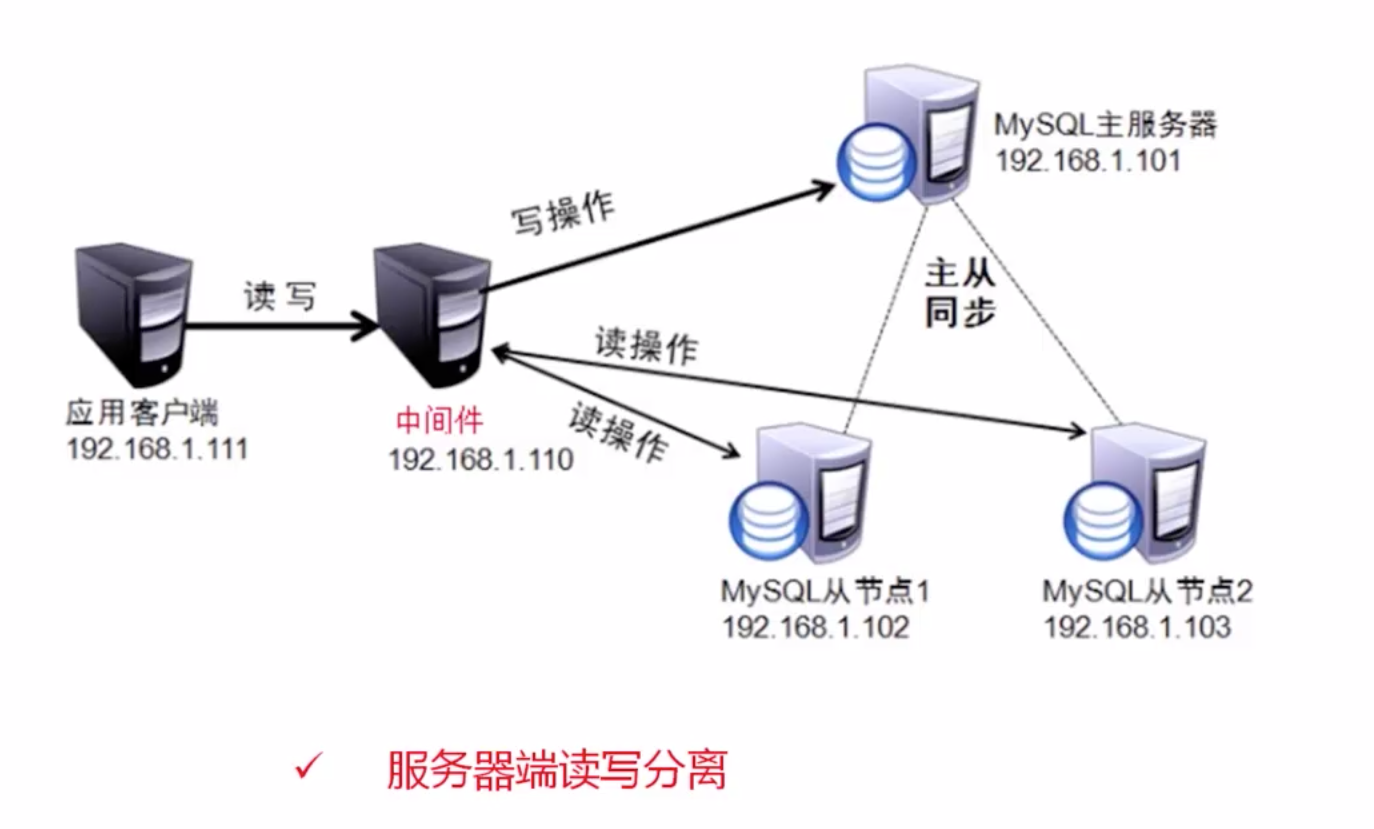 MySQL主服务器
192.168.1.101
写操作
读 写
主从
同步
读操作
读操作
应用客户端
192.168.1.111
中间件
192.168.1.110
MySQL从节点1
192.168.1.102
MySQL从节点2
192.168.1.103
✓ 服务器端读写分离